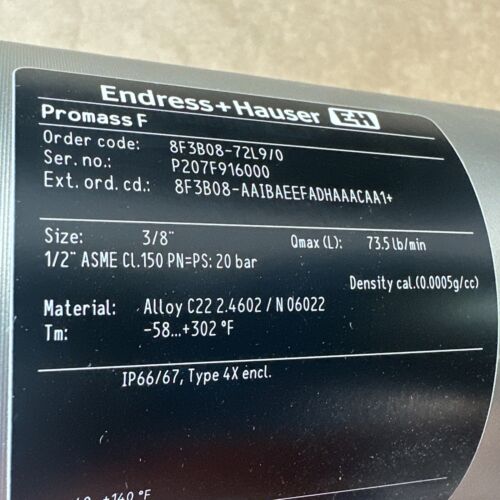 Endress+Hauser EH
Promass F
Order code: 8F3B08-72L9/0
Ser. no.: P207F916000
Ext. ord. cd.: 8F3B08-AAIBAEEFADHAAACAA1+
Size: 3/8" Qmax (L): 73.5 lb/min
1/2" ASME Cl.150 PN=PS: 20 bar
Density cal.(0.0005g/cc)
Material: Alloy C22 2.4602 / N 06022
Tm: -58...+302 °F
IP66/67, Type 4X encl.
+140 °F